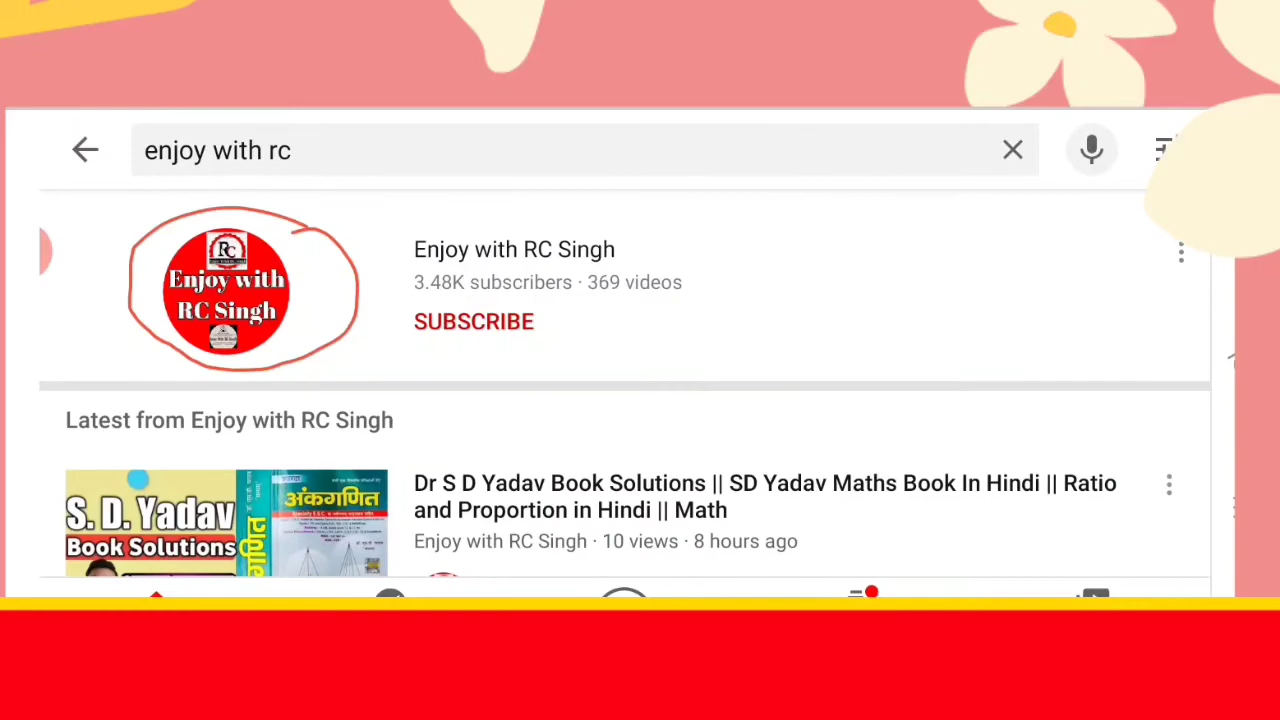 enjoy with rc
RC
Enjoy with
RC Singh
Enjoy with RC Singh
3.48K subscribers · 369 videos
SUBSCRIBE
Latest from Enjoy with RC Singh
S. D. Yadav
Book Solutions
अंकगणित
Dr S D Yadav Book Solutions || SD Yadav Maths Book In Hindi || Ratio
and Proportion in Hindi || Math
Enjoy with RC Singh · 10 views · 8 hours ago